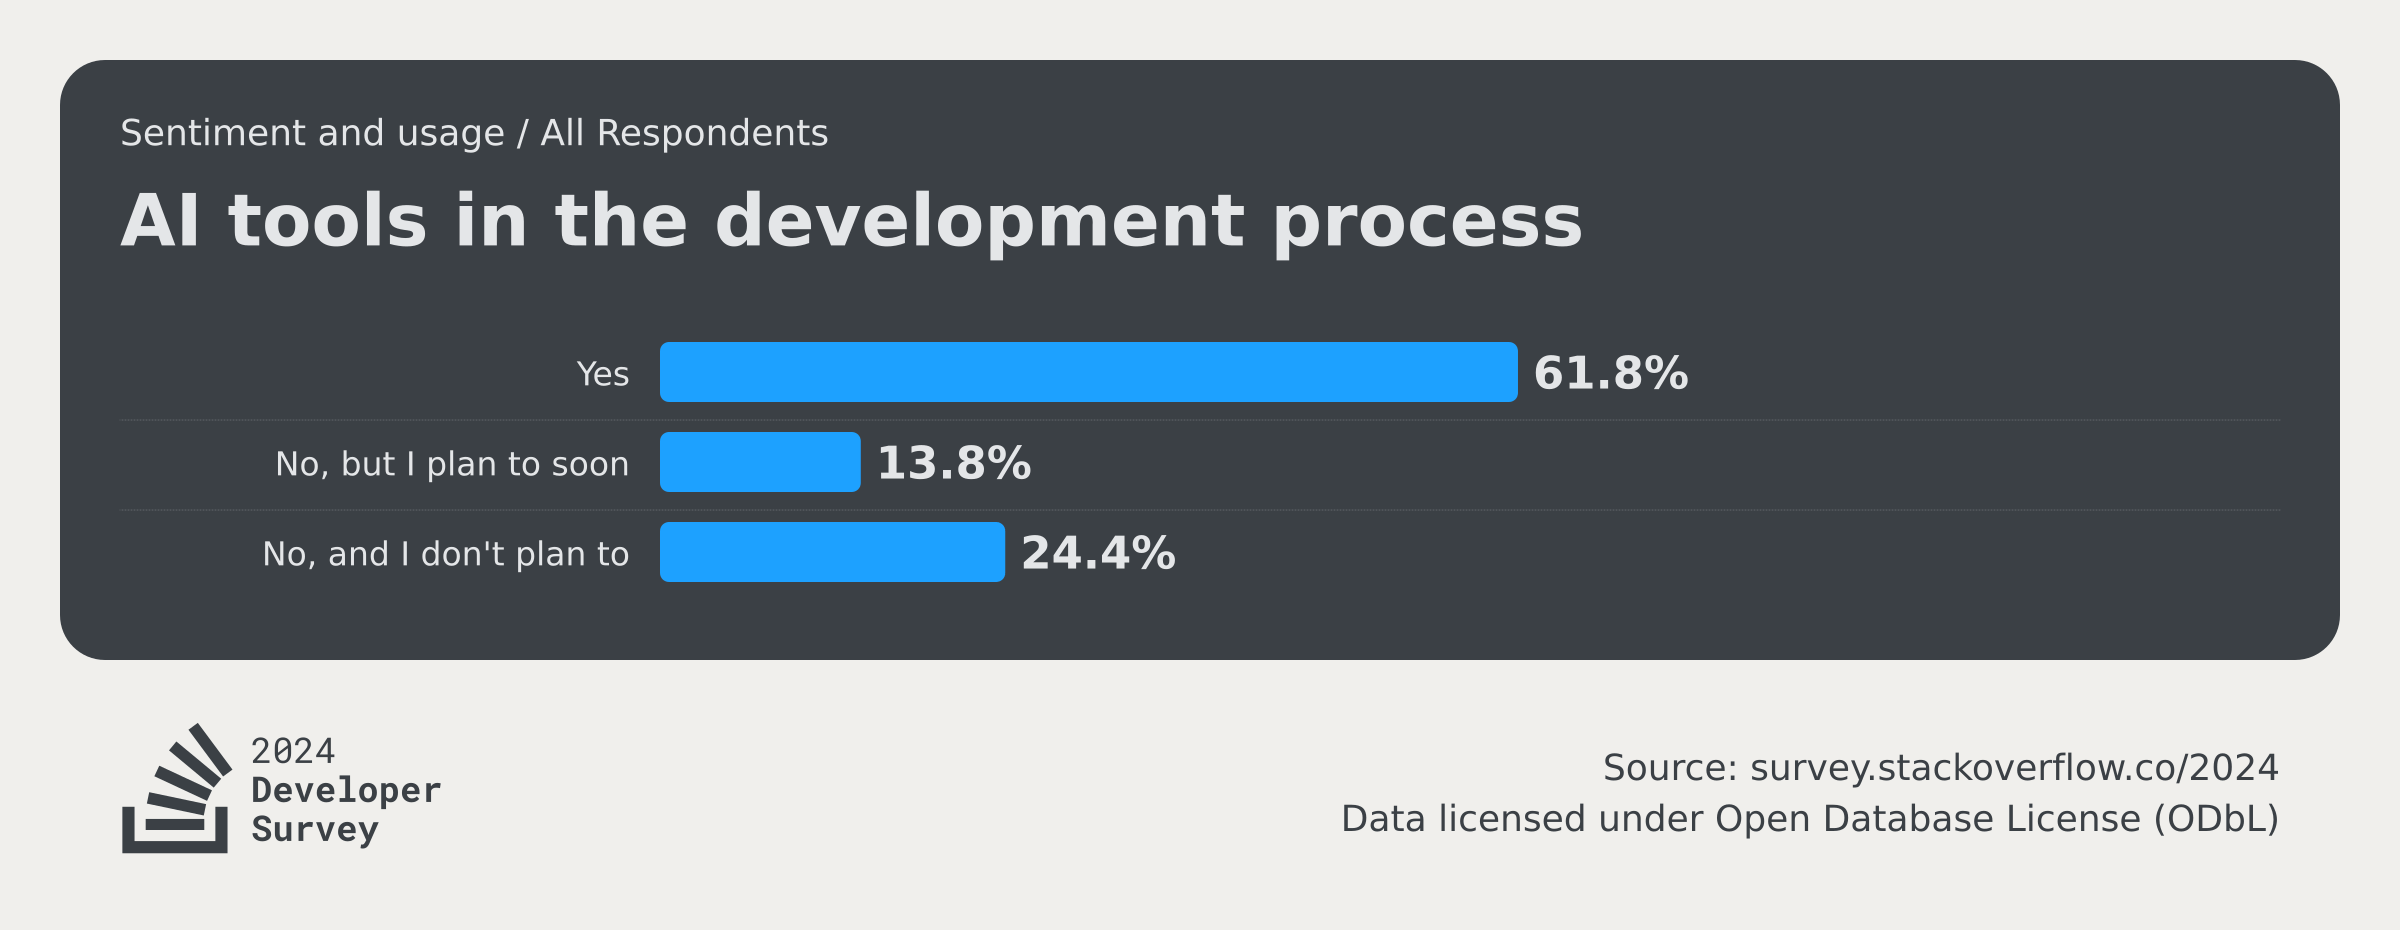 Sentiment and usage / All Respondents
AI tools in the development process
Yes 61.8%
No, but I plan to soon 13.8%
No, and I don't plan to 24.4%
2024
Developer
Survey
Source: survey.stackoverflow.co/2024
Data licensed under Open Database License (ODbL)